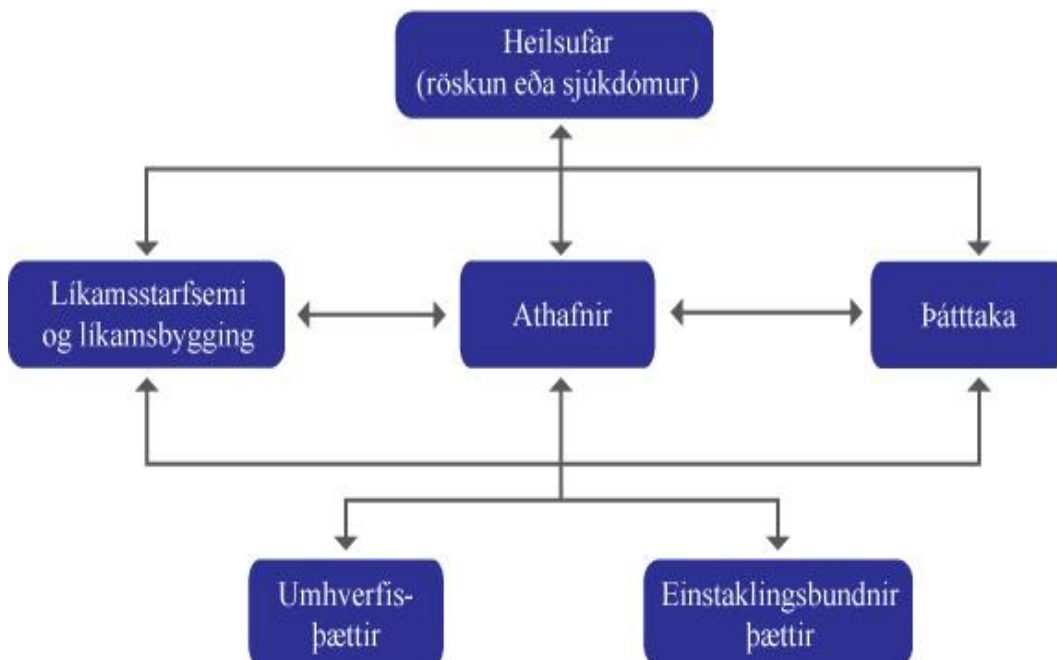 Heilsufar
(röskun eða sjúkdómur)
Líkamsstarfsemi
og líkamsbygging
Athafnir
Þátttaka
Umhverfis-
þættir
Einstaklingsbundnir
þættir